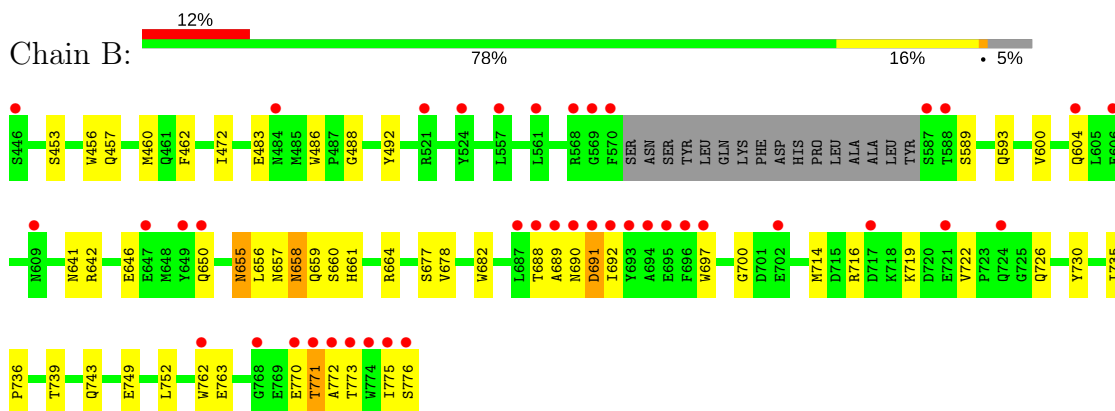 12%
Chain B:
78% 16% • 5%
S446 S453 W456 Q457 M460 Q461 F462 I472 E483 N484 M485 W486 P487 G488 Y492 R521 Y524 L557 L561 R568 G569 F570 SER ASN SER TYR LEU GLN LYS PHE ASP HIS PRO LEU ALA ALA LEU TYR S587 T588 S589 Q593 V600 Q604 L605 E606
N609 N641 R642 E646 E647 M648 Y649 Q650 N655 L656 N657 N658 Q659 S660 H661 R664 S677 V678 W682 L687 T688 A689 N690 D691 I692 Y693 A694 E695 F696 W697 G700 D701 E702 M714 D715 R716 D717 K718 K719 D720 E721 V722 P723 Q724 G725 Q726 Y730 I735
P736 T739 Q743 E749 L752 W762 E763 G768 E769 E770 T771 A772 T773 W774 I775 S776